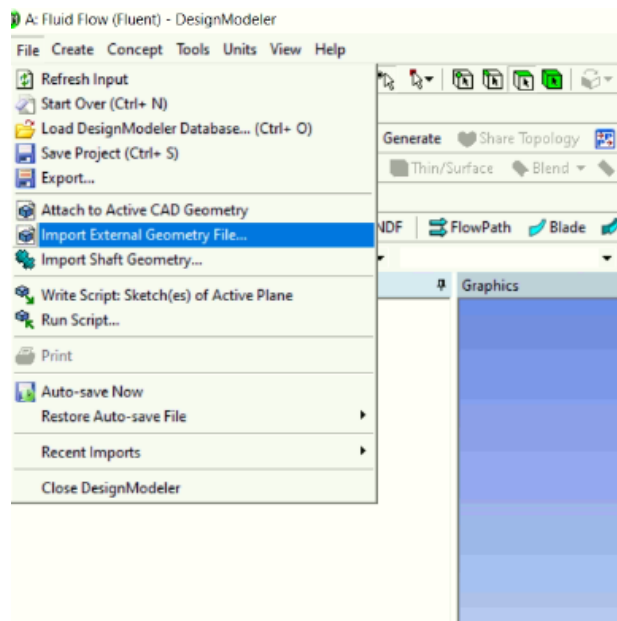 A: Fluid Flow (Fluent) - DesignModeler
File Create Concept Tools Units View Help
Refresh Input
Start Over (Ctrl+ N)
Load DesignModeler Database... (Ctrl+ O)
Save Project (Ctrl+ S)
Export...
Attach to Active CAD Geometry
Import External Geometry File...
Import Shaft Geometry...
Write Script: Sketch(es) of Active Plane
Run Script...
Print
Auto-save Now
Restore Auto-save File
Recent Imports
Close DesignModeler
Generate Share Topology
Thin/Surface Blend
NDF FlowPath Blade
Graphics